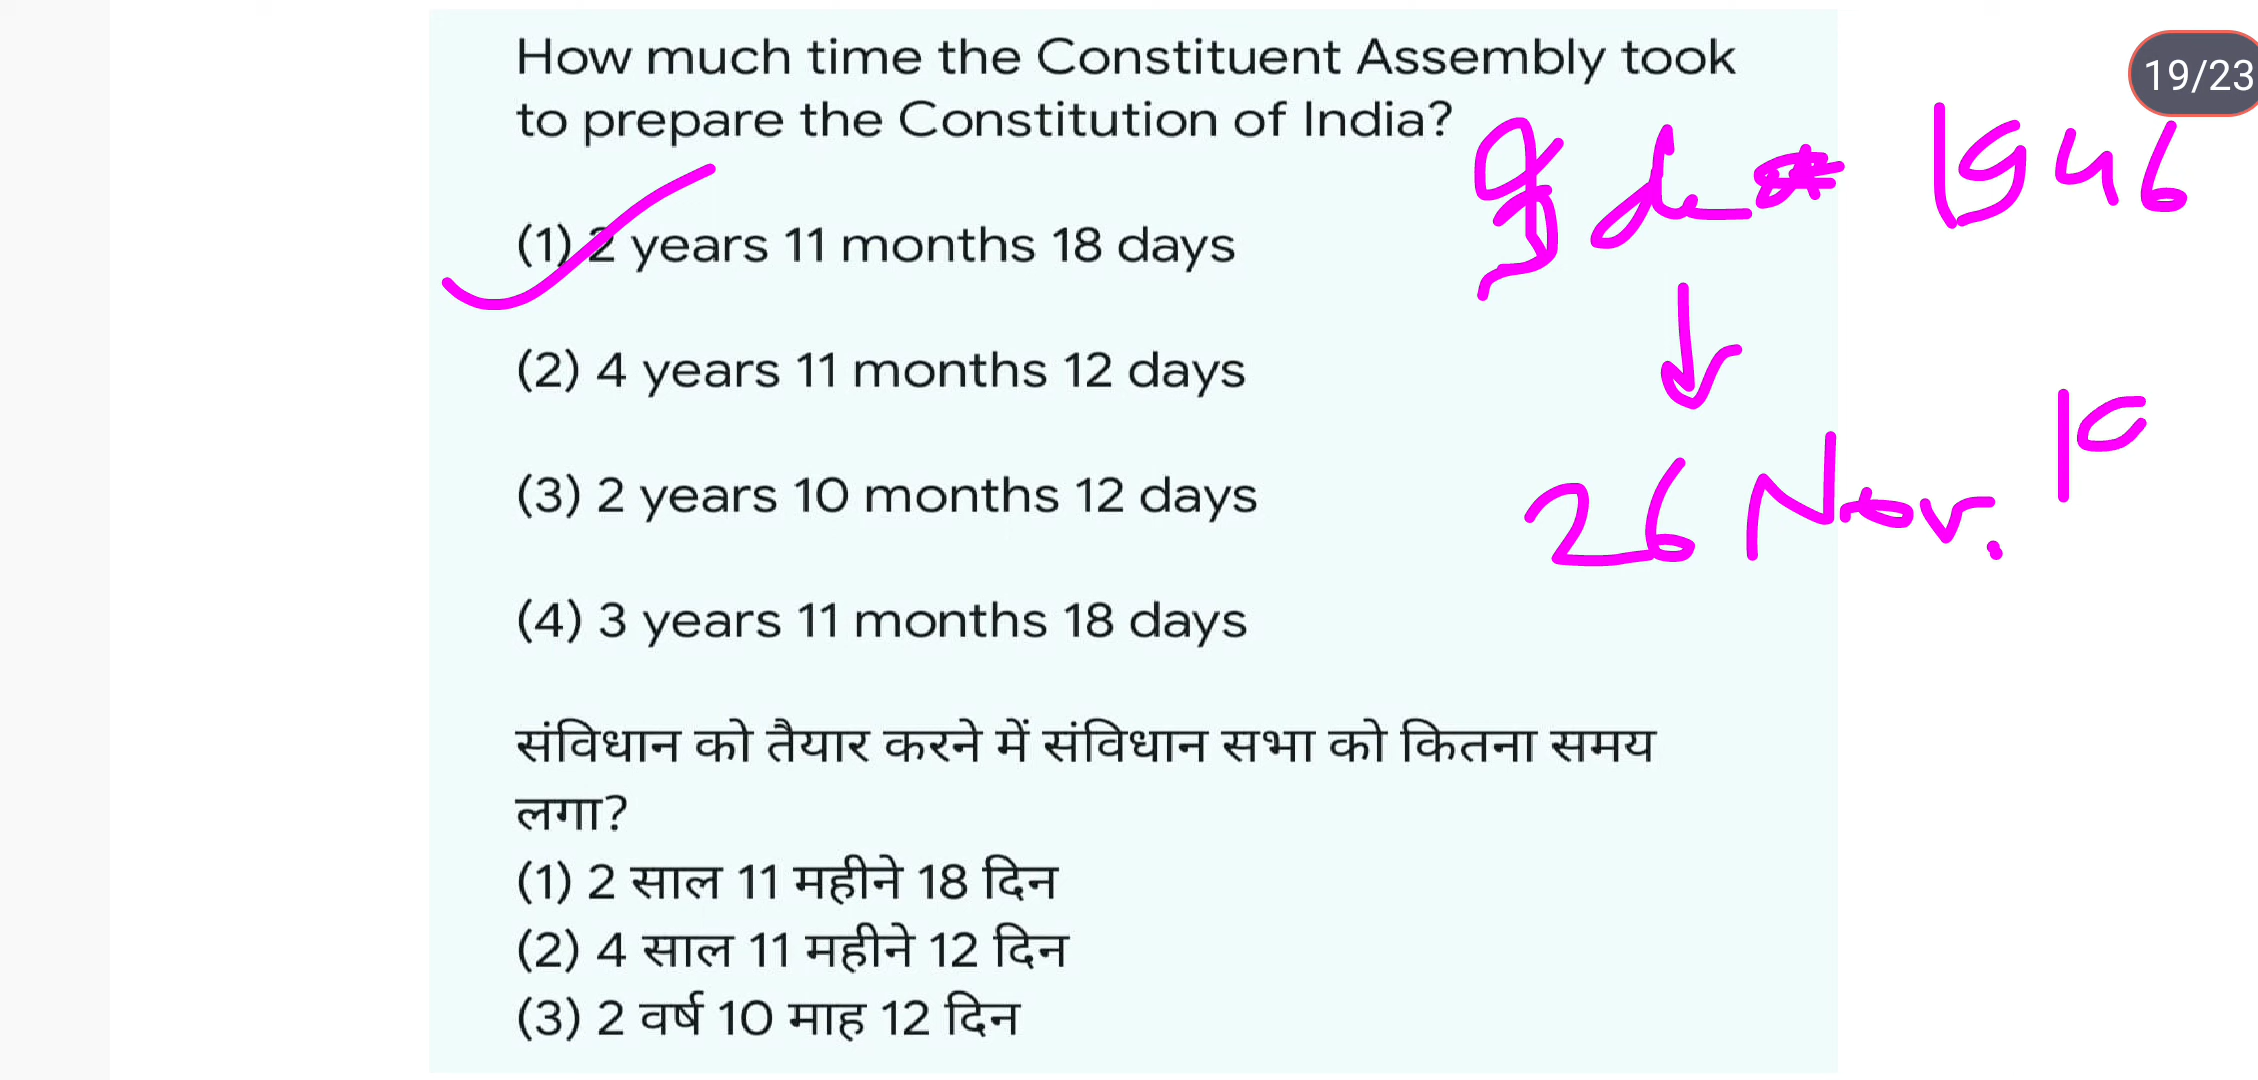 How much time the Constituent Assembly took
to prepare the Constitution of India?
19/23
9 1946
(1) 2 years 11 months 18 days
(2) 4 years 11 months 12 days
26 Nov. 19
(3) 2 years 10 months 12 days
(4) 3 years 11 months 18 days
संविधान को तैयार करने में संविधान सभा को कितना समय
लगा?
(1) 2 साल 11 महीने 18 दिन
(2) 4 साल 11 महीने 12 दिन
(3) 2 वर्ष 10 माह 12 दिन